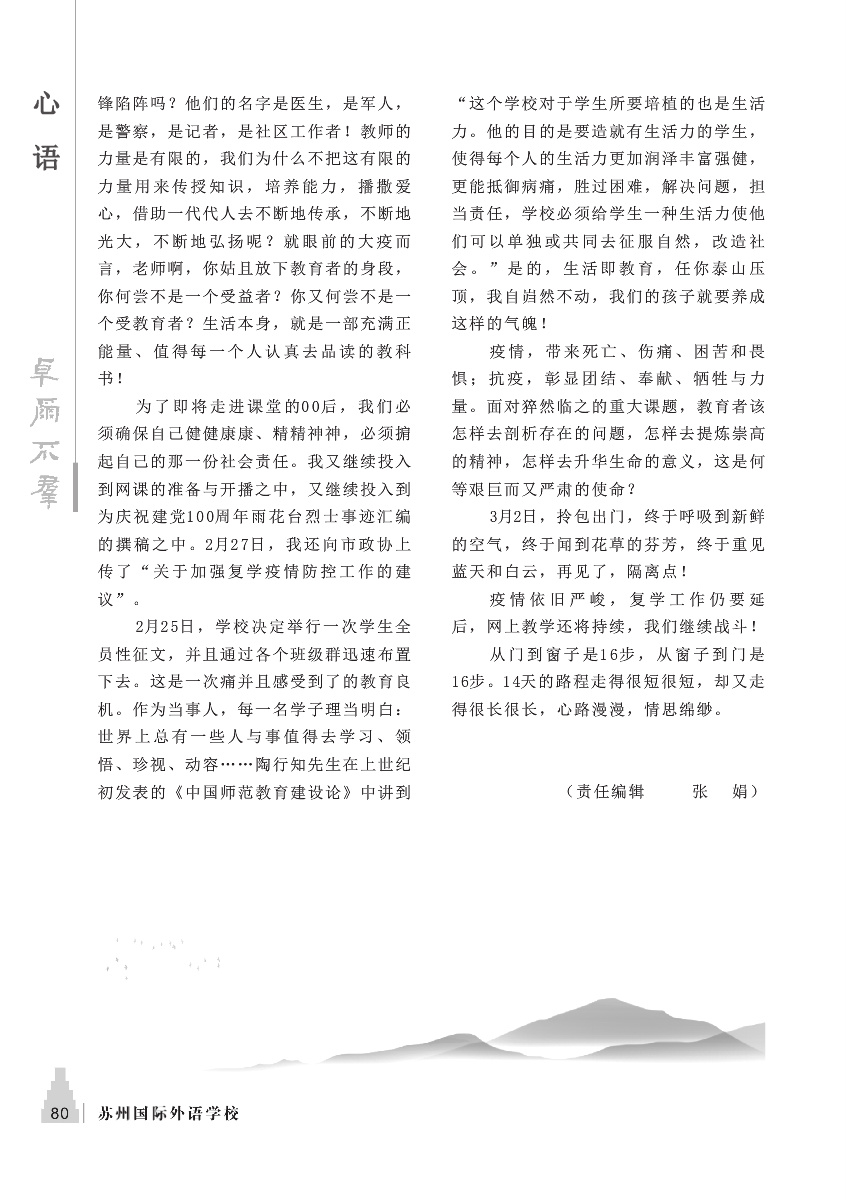 心
语
卓
尔
不
群
锋陷阵吗？他们的名字是医生，是军人，
是警察，是记者，是社区工作者！教师的
力量是有限的，我们为什么不把这有限的
力量用来传授知识，培养能力，播撒爱
心，借助一代代人去不断地传承，不断地
光大，不断地弘扬呢？就眼前的大疫而
言，老师啊，你姑且放下教育者的身段，
你何尝不是一个受益者？你又何尝不是一
个受教育者？生活本身，就是一部充满正
能量、值得每一个人认真去品读的教科
书！
为了即将走进课堂的00后，我们必
须确保自己健健康康、精精神神，必须掮
起自己的那一份社会责任。我又继续投入
到网课的准备与开播之中，又继续投入到
为庆祝建党100周年雨花台烈士事迹汇编
的撰稿之中。2月27日，我还向市政协上
传了“关于加强复学疫情防控工作的建
议”。
2月25日，学校决定举行一次学生全
员性征文，并且通过各个班级群迅速布置
下去。这是一次痛并且感受到了的教育良
机。作为当事人，每一名学子理当明白：
世界上总有一些人与事值得去学习、领
悟、珍视、动容……陶行知先生在上世纪
初发表的《中国师范教育建设论》中讲到
“这个学校对于学生所要培植的也是生活
力。他的目的是要造就有生活力的学生，
使得每个人的生活力更加润泽丰富强健，
更能抵御病痛，胜过困难，解决问题，担
当责任，学校必须给学生一种生活力使他
们可以单独或共同去征服自然，改造社
会。”是的，生活即教育，任你泰山压
顶，我自岿然不动，我们的孩子就要养成
这样的气魄！
疫情，带来死亡、伤痛、困苦和畏
惧；抗疫，彰显团结、奉献、牺牲与力
量。面对猝然临之的重大课题，教育者该
怎样去剖析存在的问题，怎样去提炼崇高
的精神，怎样去升华生命的意义，这是何
等艰巨而又严肃的使命？
3月2日，拎包出门，终于呼吸到新鲜
的空气，终于闻到花草的芬芳，终于重见
蓝天和白云，再见了，隔离点！
疫情依旧严峻，复学工作仍要延
后，网上教学还将持续，我们继续战斗！
从门到窗子是16步，从窗子到门是
16步。14天的路程走得很短很短，却又走
得很长很长，心路漫漫，情思绵缈。
（责任编辑 张 娟）
80 苏州国际外语学校